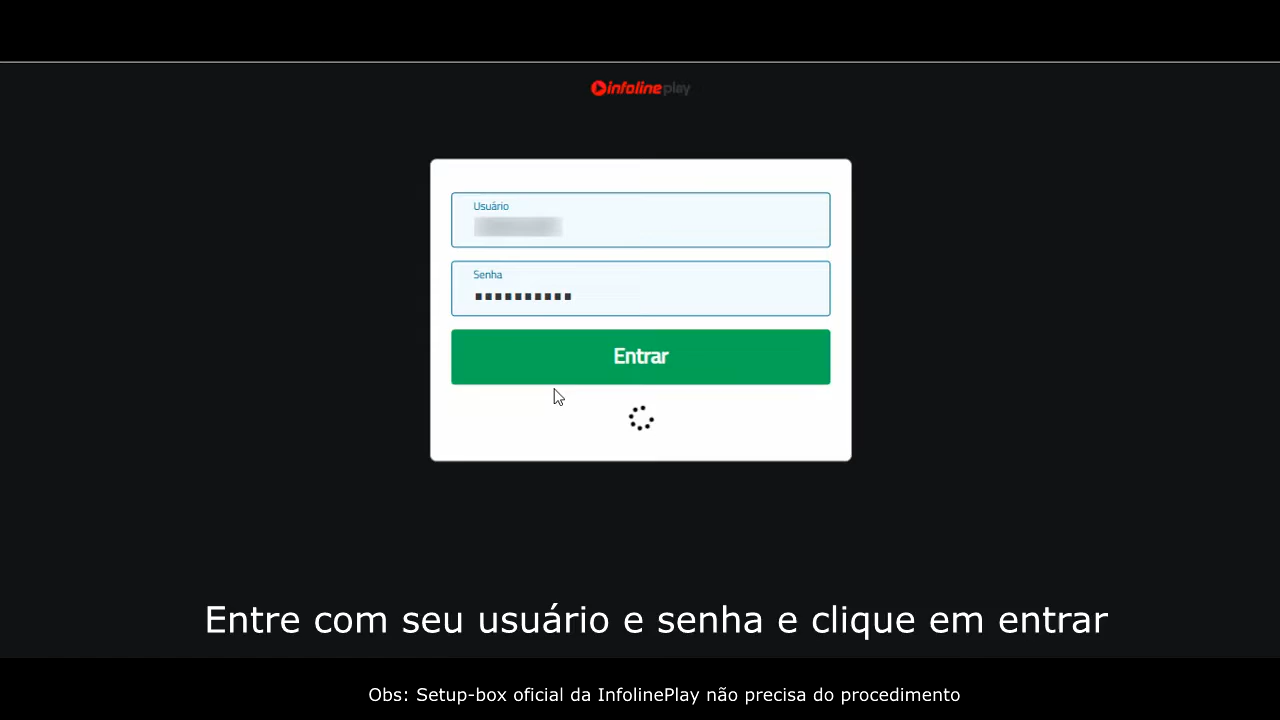 infolineplay
Usuário
Senha
Entrar
Entre com seu usuário e senha e clique em entrar
Obs: Setup-box oficial da InfolinePlay não precisa do procedimento